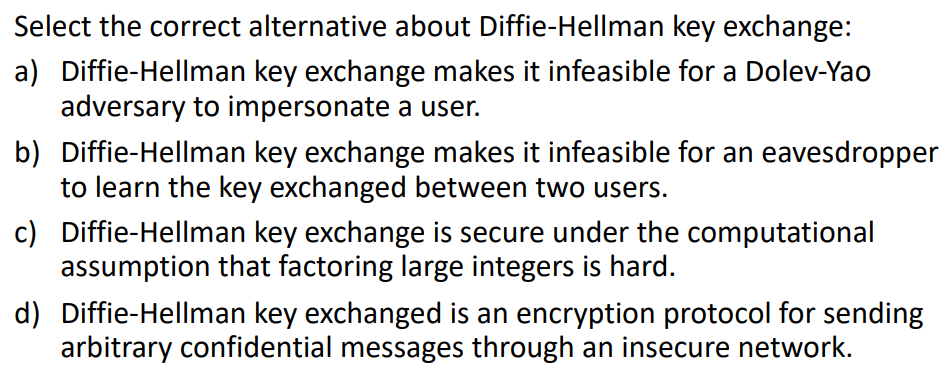 Select the correct alternative about Diffie-Hellman key exchange:
a) Diffie-Hellman key exchange makes it infeasible for a Dolev-Yao
adversary to impersonate a user.
b) Diffie-Hellman key exchange makes it infeasible for an eavesdropper
to learn the key exchanged between two users.
c) Diffie-Hellman key exchange is secure under the computational
assumption that factoring large integers is hard.
d) Diffie-Hellman key exchanged is an encryption protocol for sending
arbitrary confidential messages through an insecure network.